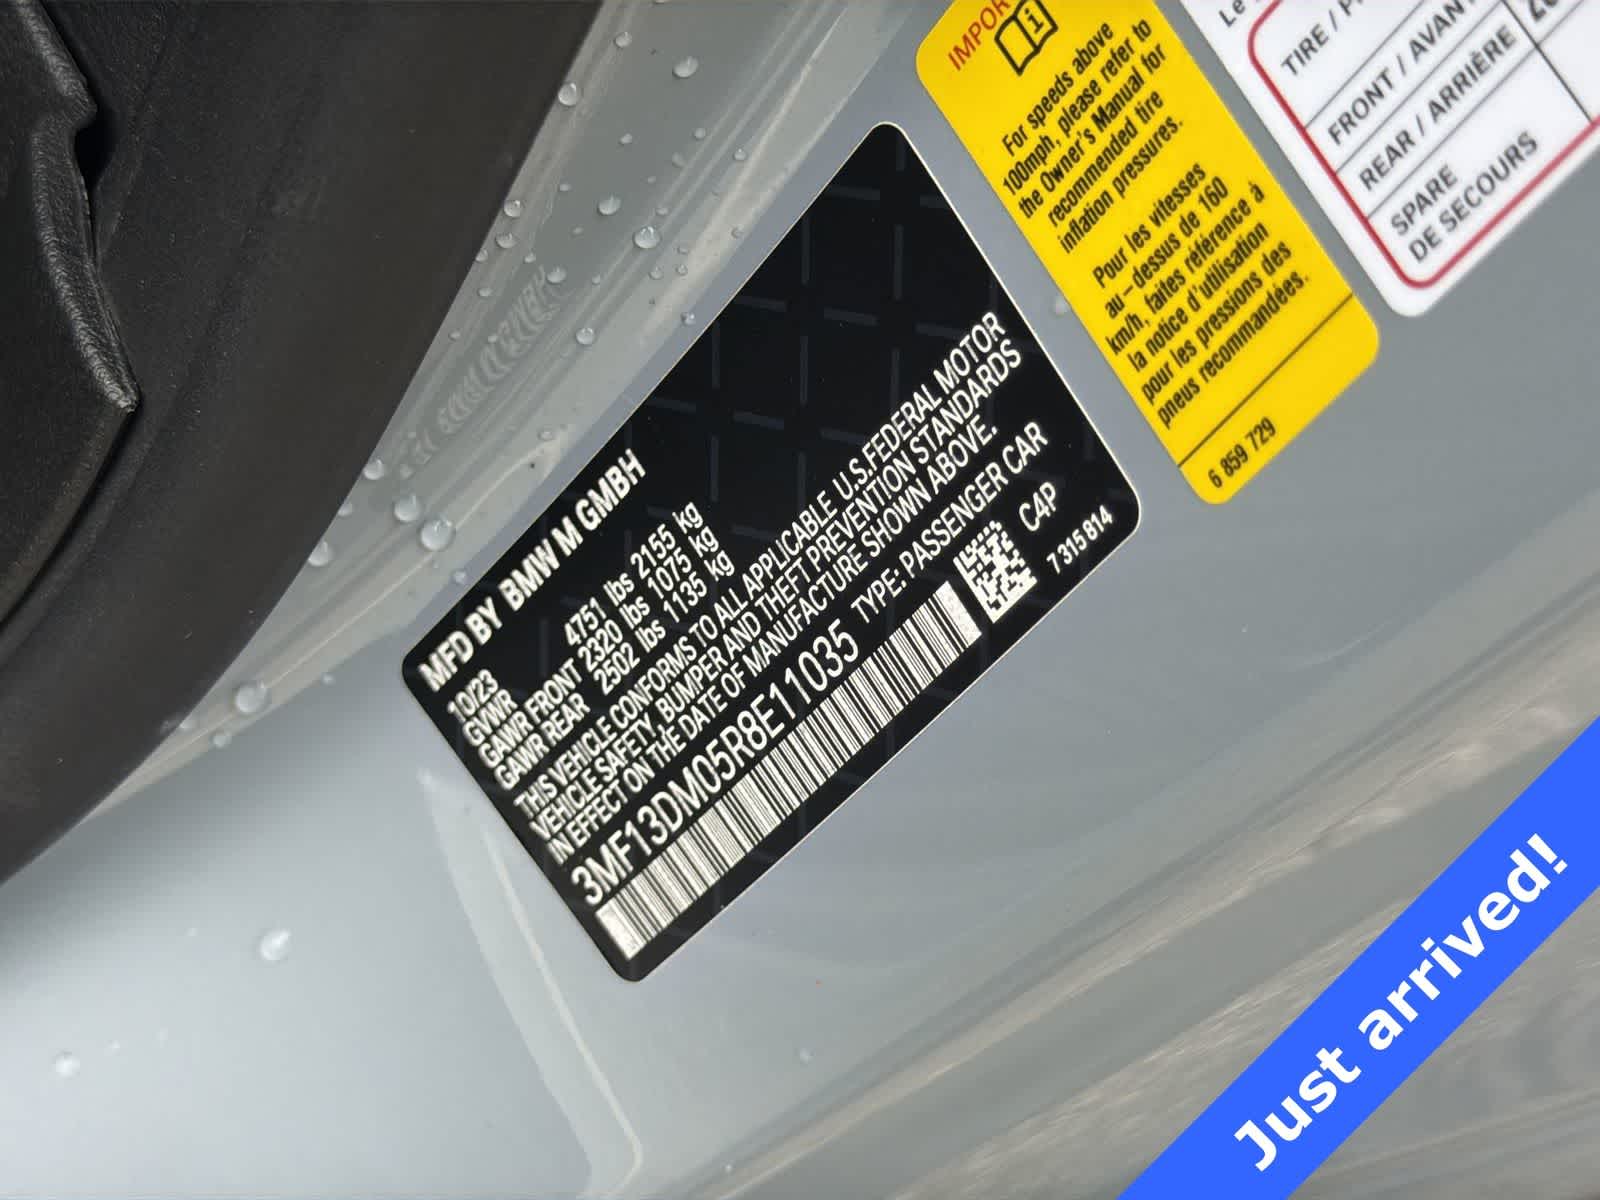 MFD BY BMW M GMBH
10/23
GVWR 4751 lbs 2155 kg
GAWR FRONT 2320 lbs 1075 kg
GAWR REAR 2502 lbs 1135 kg
THIS VEHICLE CONFORMS TO ALL APPLICABLE U.S.FEDERAL MOTOR
VEHICLE SAFETY, BUMPER AND THEFT PREVENTION STANDARDS
IN EFFECT ON THE DATE OF MANUFACTURE SHOWN ABOVE.
3MF13DM05R8E11035 TYPE: PASSENGER CAR
C4P
7 315 814
For speeds above
100mph, please refer to
the Owner's Manual for
recommended tire
inflation pressures.
Pour les vitesses
au-dessus de 160
km/h, faites référence à
la notice d'utilisation
pour les pressions des
pneus recommandées.
6 859 729
Le
TIRE /
FRONT /
REAR / ARRIÈRE
SPARE
DE SECOURS
Just arrived!